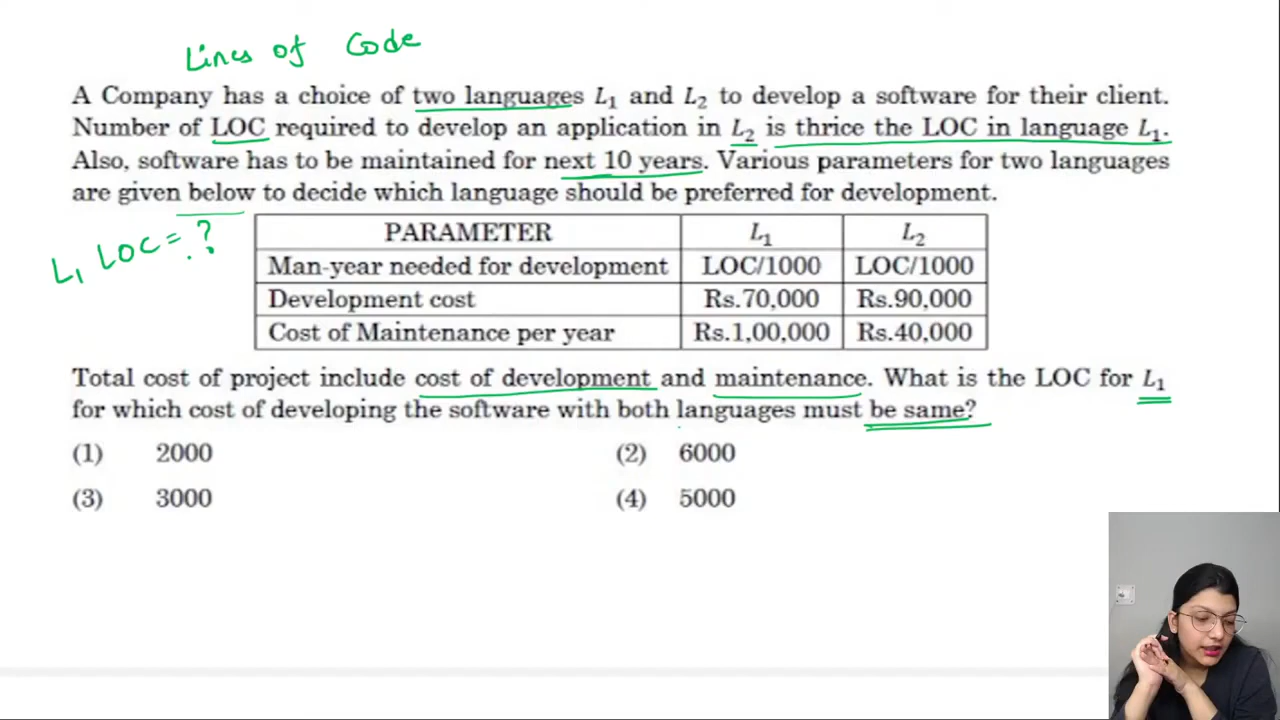 Lines of Code
A Company has a choice of two languages L1 and L2 to develop a software for their client.
Number of LOC required to develop an application in L2 is thrice the LOC in language L1.
Also, software has to be maintained for next 10 years. Various parameters for two languages
are given below to decide which language should be preferred for development.
L1 LOC = ?
PARAMETER L1 L2
Man-year needed for development LOC/1000 LOC/1000
Development cost Rs.70,000 Rs.90,000
Cost of Maintenance per year Rs.1,00,000 Rs.40,000
Total cost of project include cost of development and maintenance. What is the LOC for L1
for which cost of developing the software with both languages must be same?
(1) 2000 (2) 6000
(3) 3000 (4) 5000